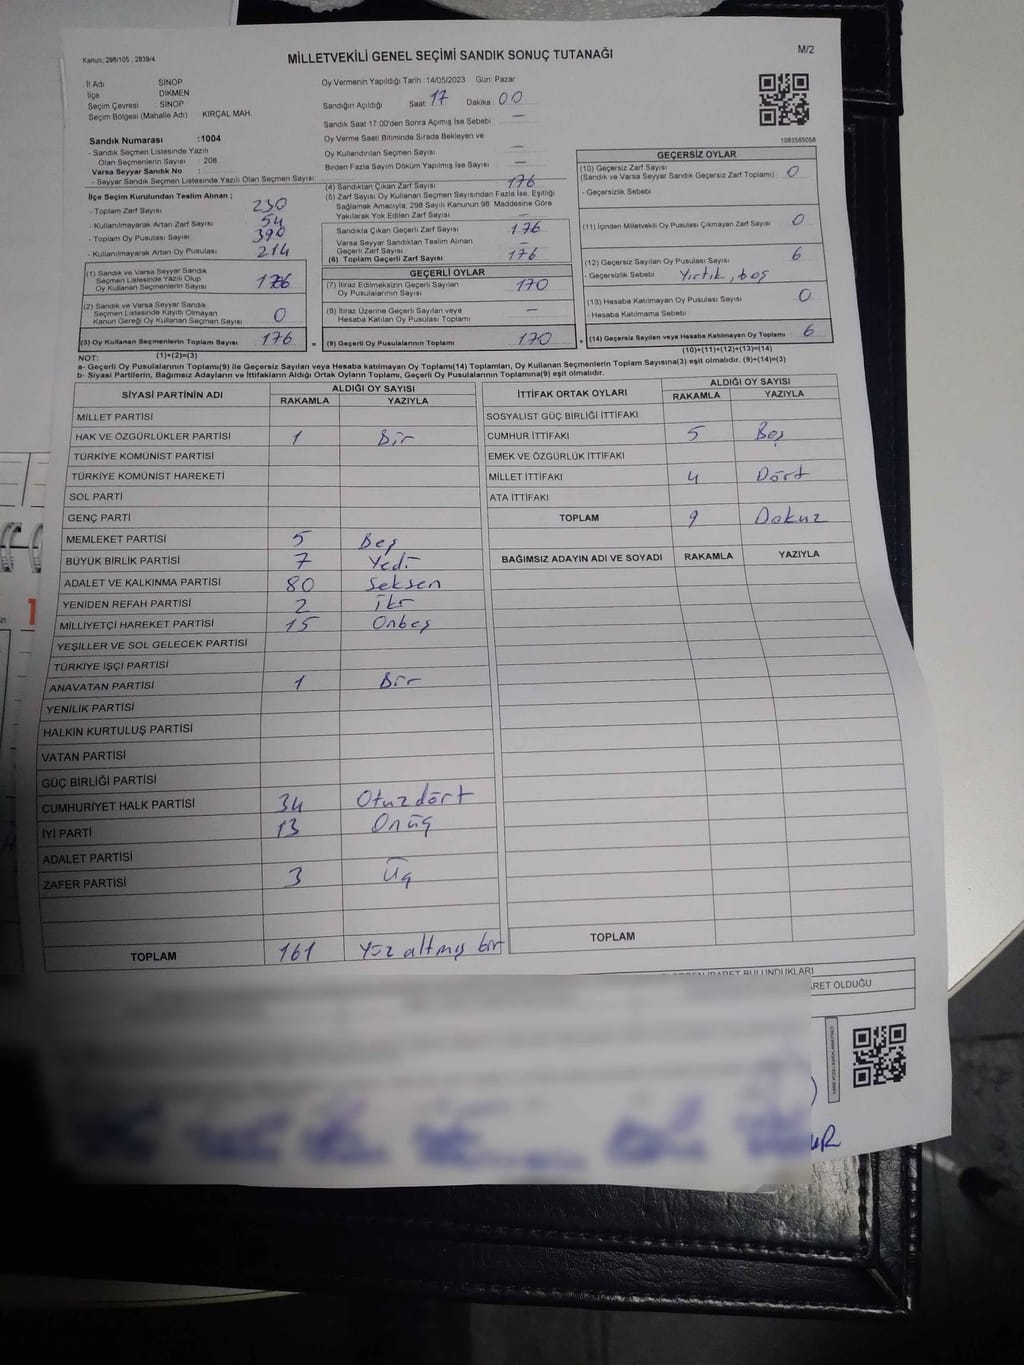 Kanun, 298/105 , 2839/4
MİLLETVEKİLİ GENEL SEÇİMİ SANDIK SONUÇ TUTANAĞI
M/2
İl Adı : SİNOP
İlçe : DİKMEN
Seçim Çevresi : SİNOP
Seçim Bölgesi (Mahalle Adı) KIRÇAL MAH.
Sandık Numarası :1004
- Sandık Seçmen Listesinde Yazılı
Olan Seçmenlerin Sayısı : 208
Varsa Seyyar Sandık No :
- Seyyar Sandık Seçmen Listesinde Yazılı Olan Seçmen Sayısı:
Oy Vermenin Yapıldığı Tarih :14/05/2023 Gün: Pazar
Sandığın Açıldığı Saat: 17 Dakika : 00
Sandık Saat 17:00'den Sonra Açımış İse Sebebi : —
Oy Verme Saati Bitiminde Sırada Bekleyen ve
Oy Kullandırılan Seçmen Sayısı : —
Birden Fazla Sayım Döküm Yapılmış İse Sayısı : —
1083585058
İlçe Seçim Kurulundan Teslim Alınan ;
- Toplam Zarf Sayısı : 230
- Kullanılmayarak Artan Zarf Sayısı : 54
- Toplam Oy Pusulası Sayısı : 390
- Kullanılmayarak Artan Oy Pusulası : 214
(1) Sandık ve Varsa Seyyar Sandık
Seçmen Listesinde Yazılı Olup
Oy Kullanan Seçmenlerin Sayısı : 176
(2) Sandık ve Varsa Seyyar Sandık
Seçmen Listesinde Kayıtlı Olmayan
Kanun Gereği Oy Kullanan Seçmen Sayısı : 0
(3) Oy Kullanan Seçmenlerin Toplam Sayısı : 176 =
(4) Sandıktan Çıkan Zarf Sayısı : 176
(5) Zarf Sayısı Oy Kullanan Seçmen Sayısından Fazla İse, Eşitliği
Sağlamak Amacıyla, 298 Sayılı Kanunun 98. Maddesine Göre
Yakılarak Yok Edilen Zarf Sayısı : —
Sandıkta Çıkan Geçerli Zarf Sayısı : 176
Varsa Seyyar Sandıktan Teslim Alınan
Geçerli Zarf Sayısı : —
(6) Toplam Geçerli Zarf Sayısı : 176
GEÇERLİ OYLAR
(7) İtiraz Edilmeksizin Geçerli Sayılan
Oy Pusulalarının Sayısı : 170
(8) İtiraz Üzerine Geçerli Sayılan veya
Hesaba Katılan Oy Pusulası Toplamı : —
(9) Geçerli Oy Pusulalarının Toplamı : 170 +
GEÇERSİZ OYLAR
(10) Geçersiz Zarf Sayısı
(Sandık ve Varsa Seyyar Sandık Geçersiz Zarf Toplamı) : 0
- Geçersizlik Sebebi :
(11) İçinden Milletvekili Oy Pusulası Çıkmayan Zarf Sayısı : 0
(12) Geçersiz Sayılan Oy Pusulası Sayısı : 6
- Geçersizlik Sebebi : Yırtık, boş
(13) Hesaba Katılmayan Oy Pusulası Sayısı : 0
- Hesaba Katılmama Sebebi :
(14) Geçersiz Sayılan veya Hesaba Katılmayan Oy Toplamı : 6
NOT: (1)+(2)=(3)
(10)+(11)+(12)+(13)=(14)
a- Geçerli Oy Pusulalarının Toplamı(9) ile Geçersiz Sayılan veya Hesaba katılmayan Oy Toplamı(14) Toplamları, Oy Kullanan Seçmenlerin Toplam Sayısına(3) eşit olmalıdır. (9)+(14)=(3)
b- Siyasi Partilerin, Bağımsız Adayların ve İttifakların Aldığı Ortak Oyların Toplamı, Geçerli Oy Pusulalarının Toplamına(9) eşit olmalıdır.
SİYASİ PARTİNİN ADI ALDIĞI OY SAYISI
RAKAMLA YAZIYLA
MİLLET PARTİSİ
HAK VE ÖZGÜRLÜKLER PARTİSİ 1 Bir
TÜRKİYE KOMÜNİST PARTİSİ
TÜRKİYE KOMÜNİST HAREKETİ
SOL PARTİ
GENÇ PARTİ
MEMLEKET PARTİSİ 5 Beş
BÜYÜK BİRLİK PARTİSİ 7 Yedi
ADALET VE KALKINMA PARTİSİ 80 Seksen
YENİDEN REFAH PARTİSİ 2 İki
MİLLİYETÇİ HAREKET PARTİSİ 15 Onbeş
YEŞİLLER VE SOL GELECEK PARTİSİ
TÜRKİYE İŞÇİ PARTİSİ
ANAVATAN PARTİSİ 1 Bir
YENİLİK PARTİSİ
HALKIN KURTULUŞ PARTİSİ
VATAN PARTİSİ
GÜÇ BİRLİĞİ PARTİSİ
CUMHURİYET HALK PARTİSİ 34 Otuzdört
İYİ PARTİ 13 Onüç
ADALET PARTİSİ
ZAFER PARTİSİ 3 Üç
TOPLAM 161 Yüz altmış bir
İTTİFAK ORTAK OYLARI ALDIĞI OY SAYISI
RAKAMLA YAZIYLA
SOSYALIST GÜÇ BİRLİĞİ İTTİFAKI
CUMHUR İTTİFAKI 5 Beş
EMEK VE ÖZGÜRLÜK İTTİFAKI
MİLLET İTTİFAKI 4 Dört
ATA İTTİFAKI
TOPLAM 9 Dokuz
BAĞIMSIZ ADAYIN ADI VE SOYADI RAKAMLA YAZIYLA
TOPLAM
BULUNDUKLARI
OLDUĞU